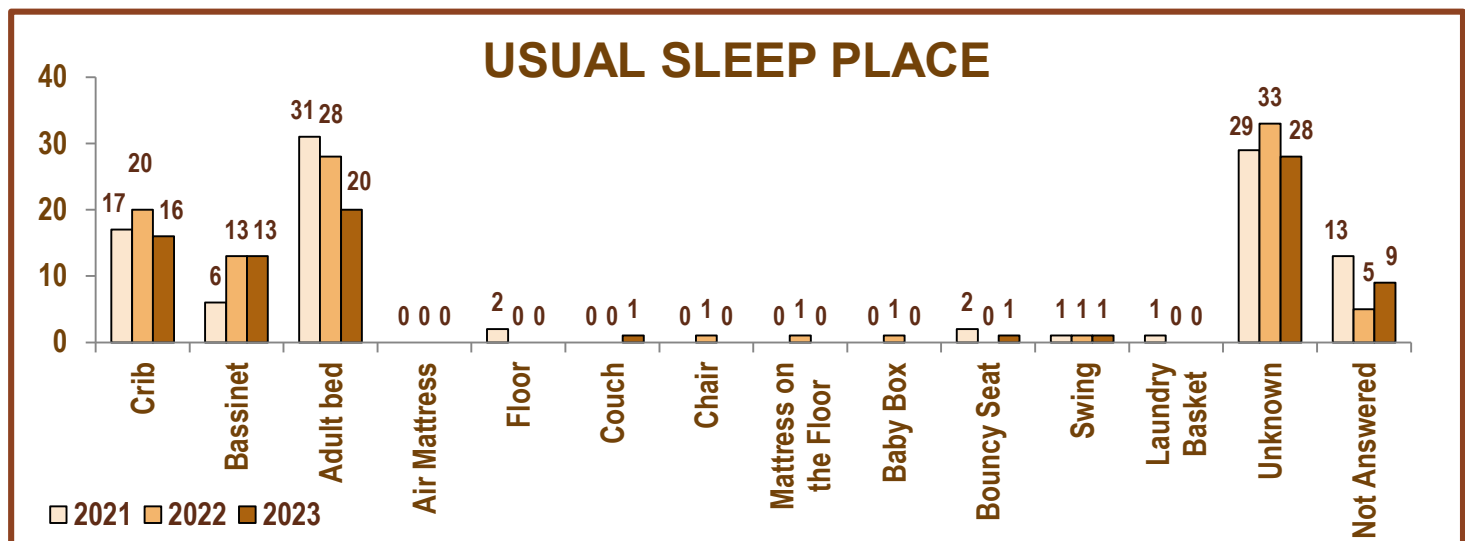 USUAL SLEEP PLACE
40
30
20
10
0
17 20 16
6 13 13
31 28 20
0 0 0
2 0 0
0 0 1
0 1 0
0 1 0
0 1 0
2 0 1
1 1 1
1 0 0
29 33 28
13 5 9
Crib
Bassinet
Adult bed
Air Mattress
Floor
Couch
Chair
Mattress on
the Floor
Baby Box
Bouncy Seat
Swing
Laundry
Basket
Unknown
Not Answered
2021 2022 2023